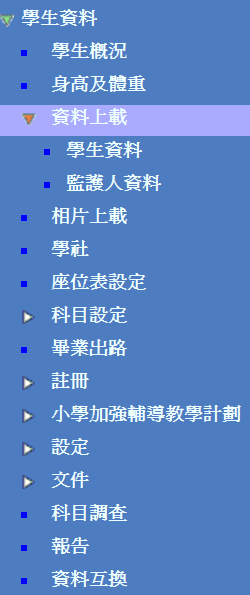 學生資料
學生概況
身高及體重
資料上載
學生資料
監護人資料
相片上載
學社
座位表設定
科目設定
畢業出路
註冊
小學加強輔導教學計劃
設定
文件
科目調查
報告
資料互換